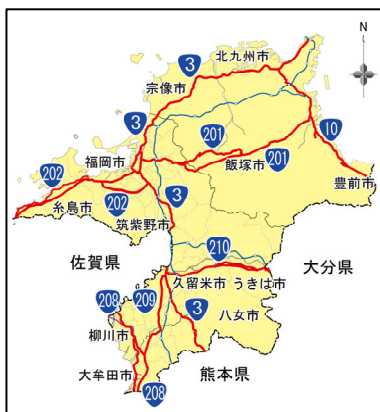 N
北九州市
3
宗像市
3
201
10
福岡市
飯塚市
201
202
豊前市
糸島市
202
3
筑紫野市
210
佐賀県
大分県
久留米市
うきは市
208
209
3
八女市
柳川市
大牟田市
熊本県
208